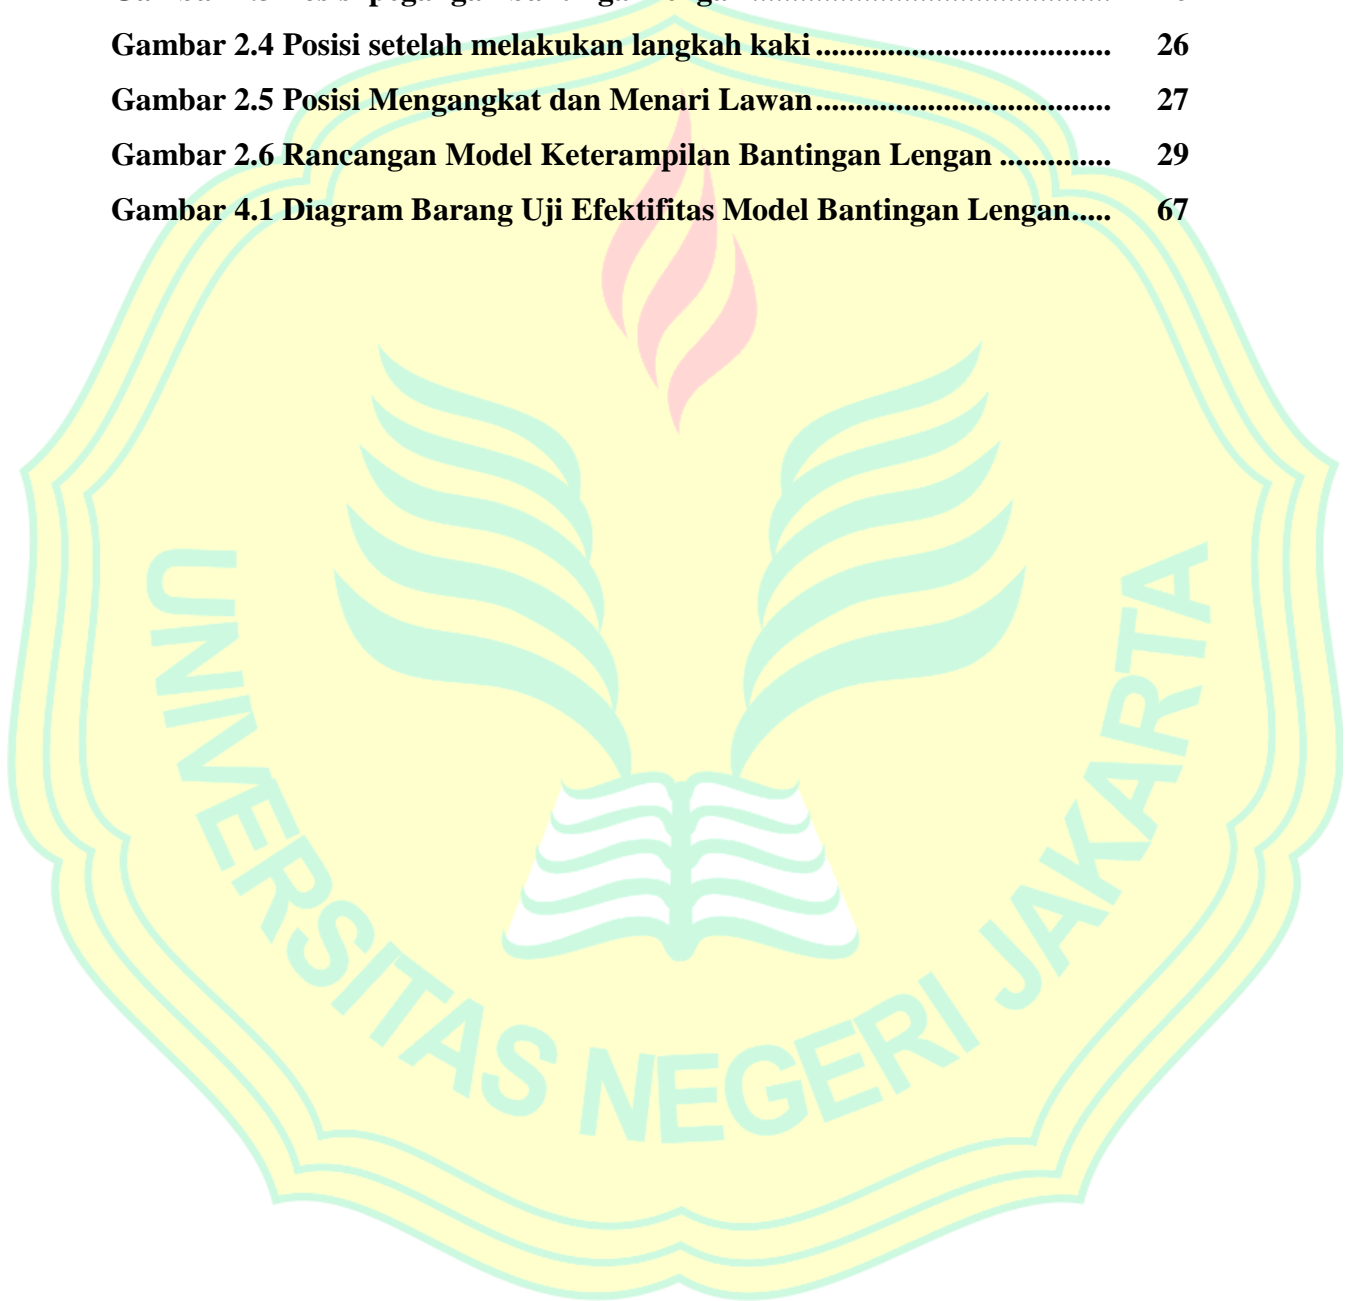 Gambar 2.4 Posisi setelah melakukan langkah kaki.................................. 26
Gambar 2.5 Posisi Mengangkat dan Menari Lawan.................................. 27
Gambar 2.6 Rancangan Model Keterampilan Bantingan Lengan .............. 29
Gambar 4.1 Diagram Barang Uji Efektifitas Model Bantingan Lengan..... 67
UNIVERSITAS NEGERI JAKARTA